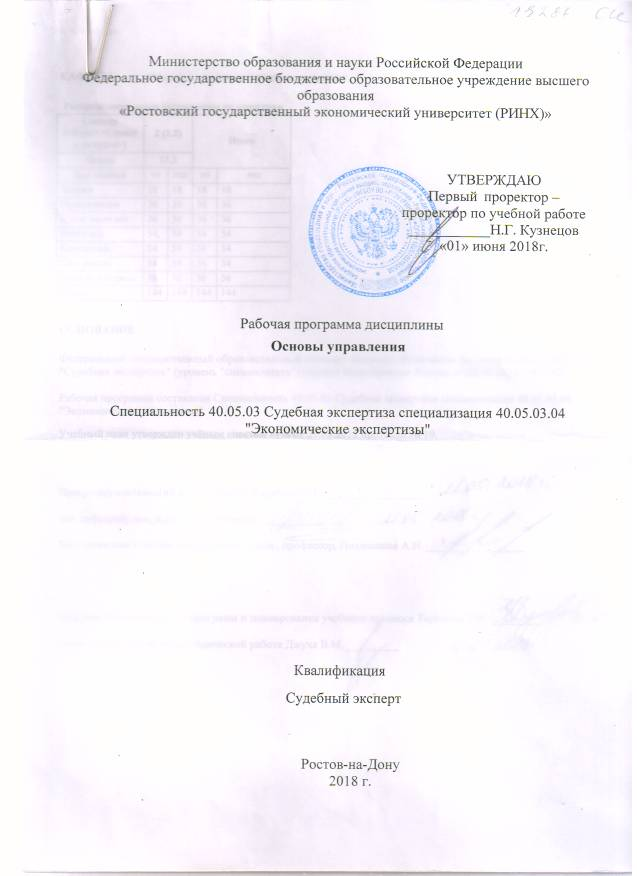 Министерство образования и науки Российской Федерации
Федеральное государственное бюджетное образовательное учреждение высшего
образования
«Ростовский государственный экономический университет (РИНХ)»
УТВЕРЖДАЮ
Первый проректор –
проректор по учебной работе
Н.Г. Кузнецов
«01» июня 2018г.
Рабочая программа дисциплины
Основы управления
Специальность 40.05.03 Судебная экспертиза специализация 40.05.03.04
"Экономические экспертизы"
Квалификация
Судебный эксперт
Ростов-на-Дону
2018 г.